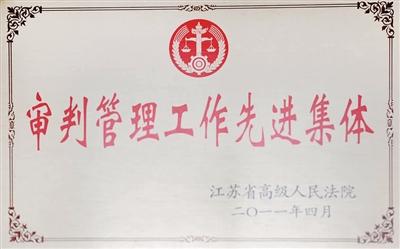 审判管理工作先进集体
江苏省高级人民法院
二〇一一年四月